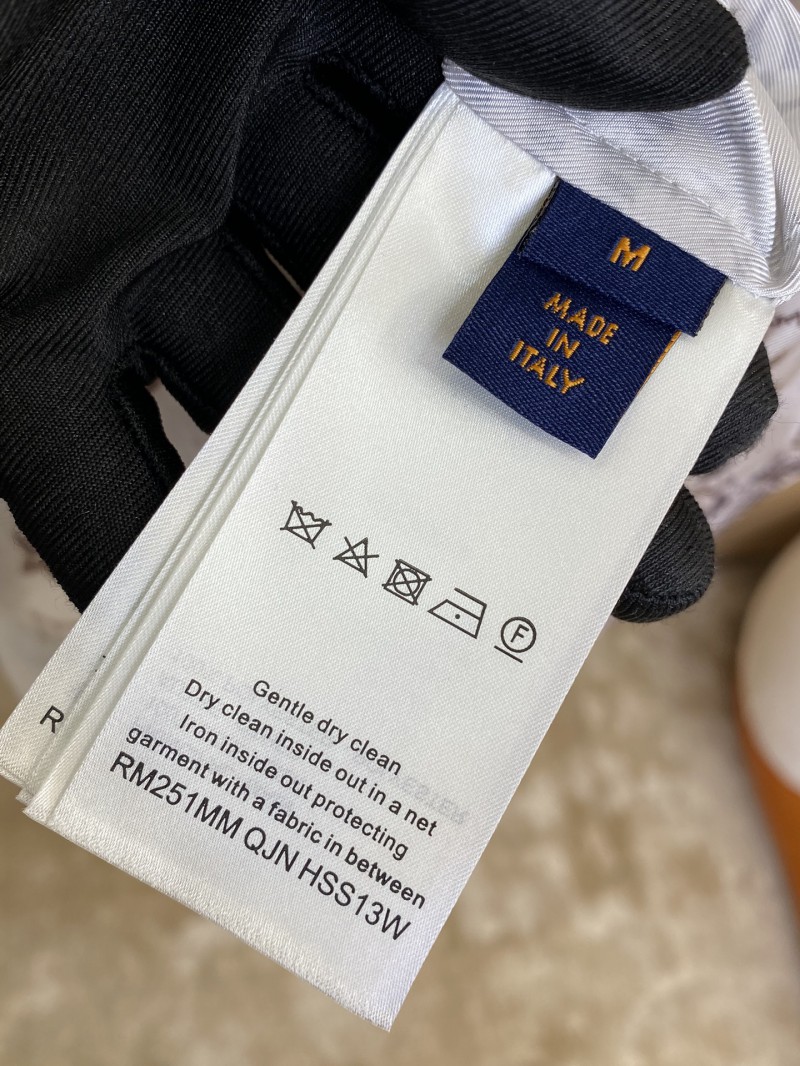 M
MADE
IN
ITALY
F
Gentle dry clean
Dry clean inside out in a net
Iron inside out protecting
garment with a fabric in between
RM251MM QJN HSS13W
R